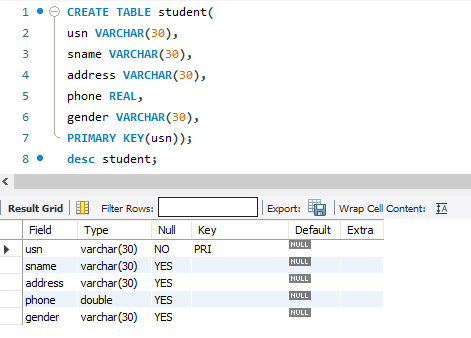 1 CREATE TABLE student(
2 usn VARCHAR(30),
3 sname VARCHAR(30),
4 address VARCHAR(30),
5 phone REAL,
6 gender VARCHAR(30),
7 PRIMARY KEY(usn));
8 desc student;
Result Grid Filter Rows: Export: Wrap Cell Content: IA
Field Type Null Key Default Extra
usn varchar(30) NO PRI NULL
sname varchar(30) YES NULL
address varchar(30) YES NULL
phone double YES NULL
gender varchar(30) YES NULL